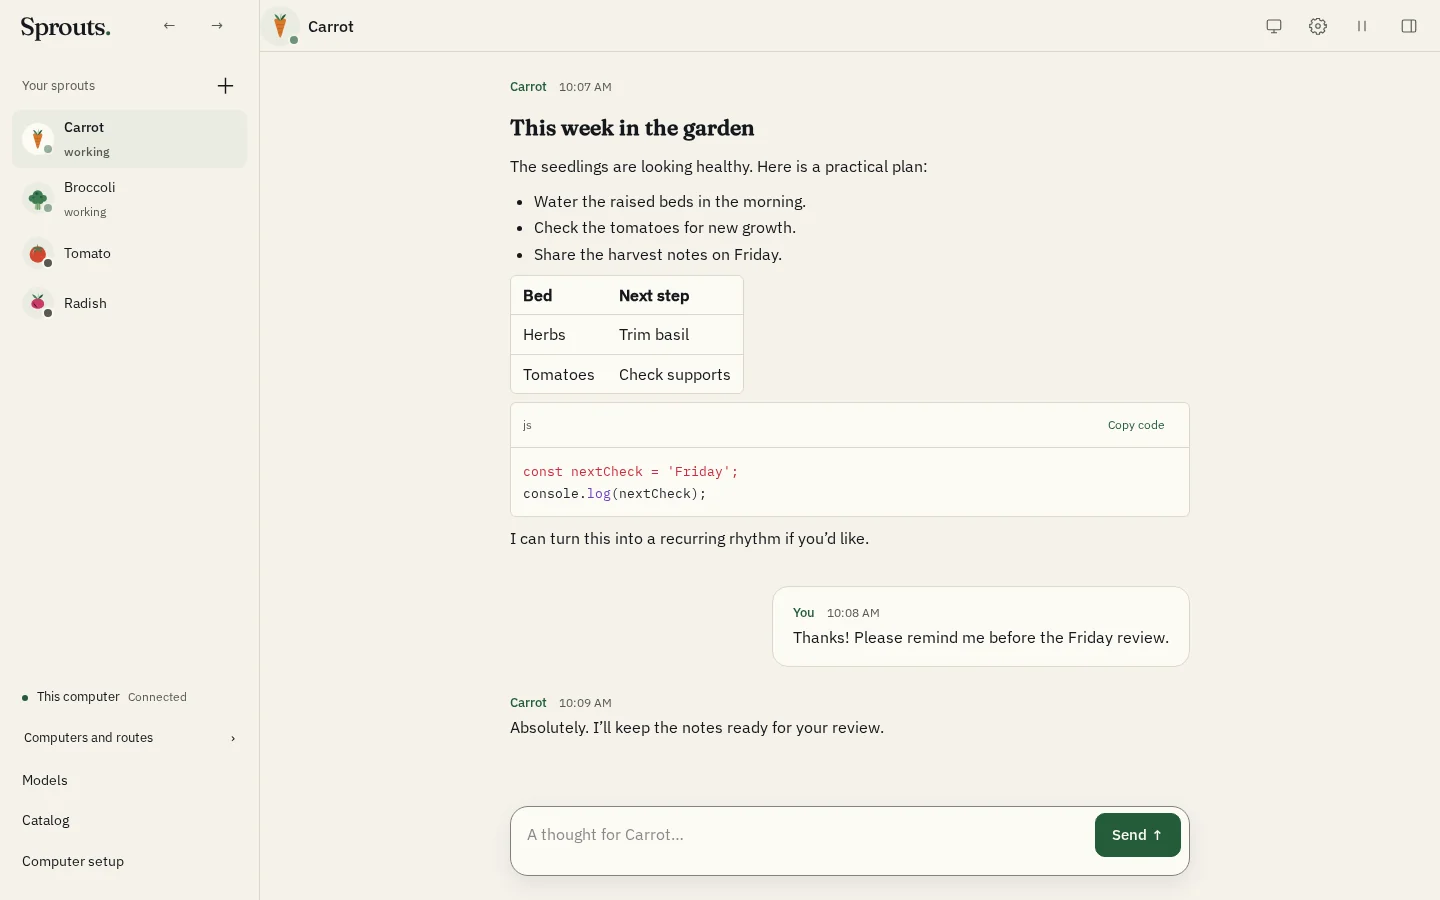 Sprouts.
← →
Your sprouts
Carrot
working
Broccoli
working
Tomato
Radish
This computer Connected
Computers and routes ›
Models
Catalog
Computer setup
Carrot
Carrot 10:07 AM
This week in the garden
The seedlings are looking healthy. Here is a practical plan:
• Water the raised beds in the morning.
• Check the tomatoes for new growth.
• Share the harvest notes on Friday.
Bed Next step
Herbs Trim basil
Tomatoes Check supports
js Copy code
const nextCheck = 'Friday';
console.log(nextCheck);
I can turn this into a recurring rhythm if you’d like.
You 10:08 AM
Thanks! Please remind me before the Friday review.
Carrot 10:09 AM
Absolutely. I’ll keep the notes ready for your review.
A thought for Carrot…
Send ↑